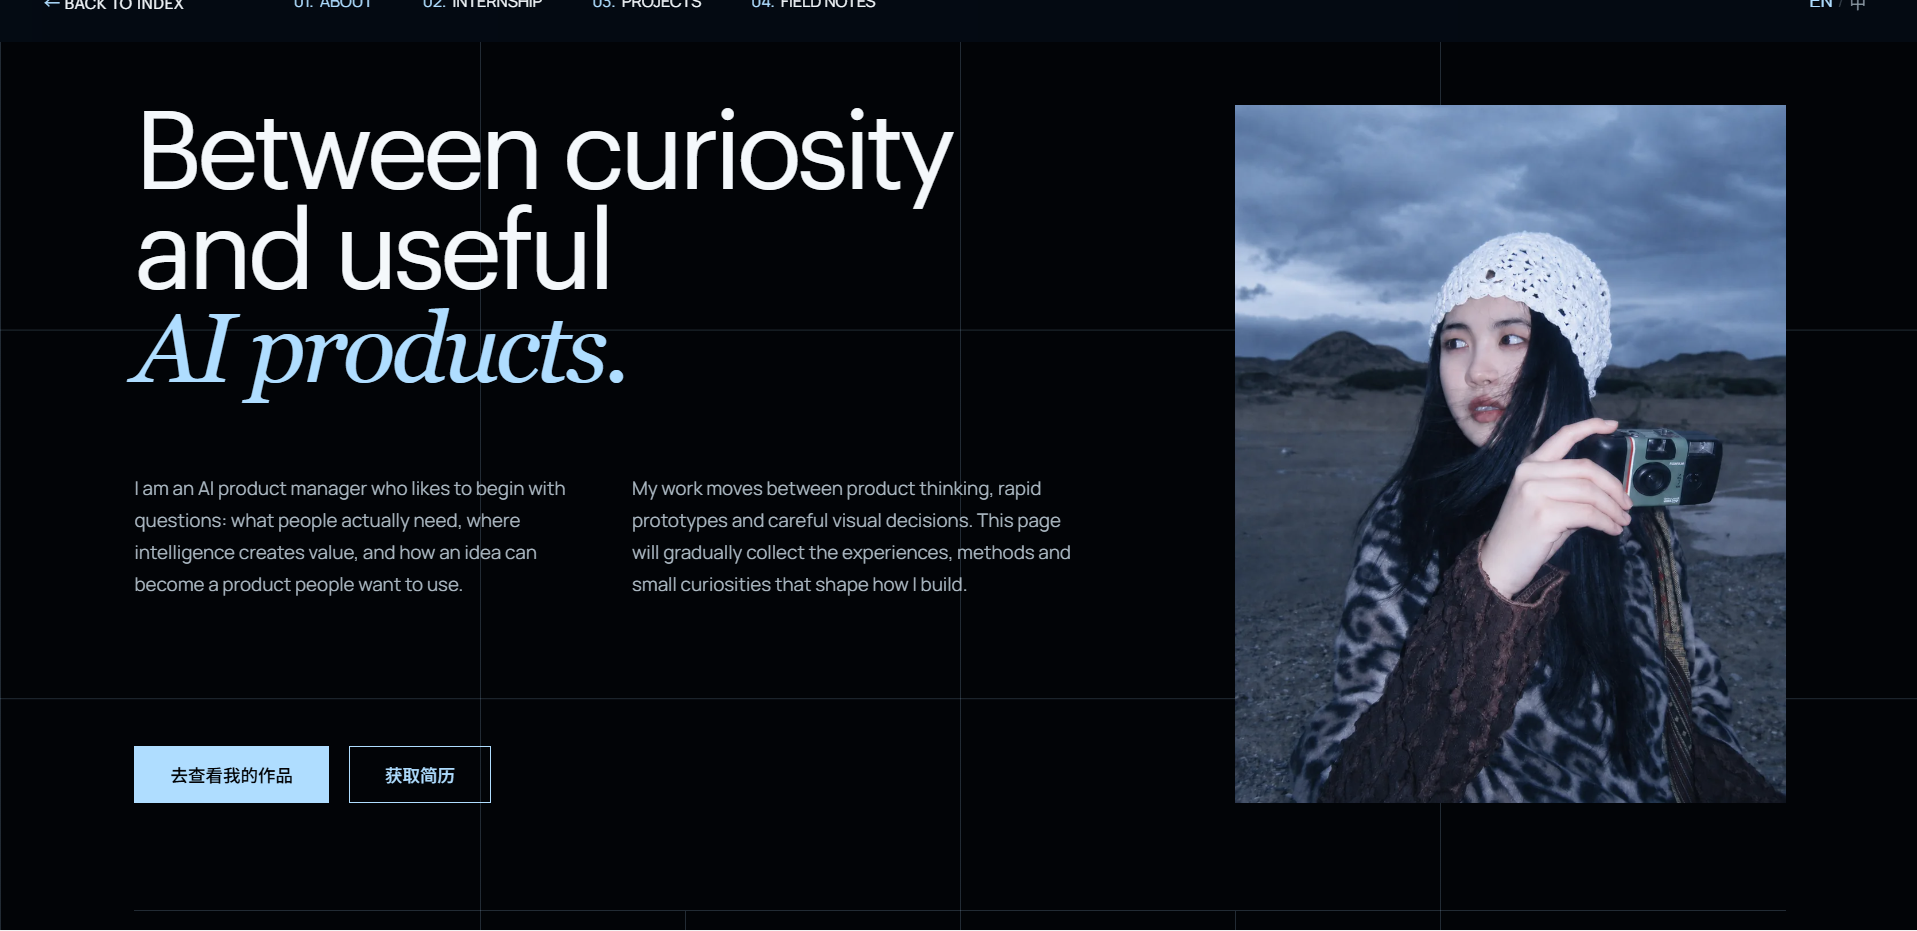 ← BACK TO INDEX
01. ABOUT
02. INTERNSHIP
03. PROJECTS
04. FIELD NOTES
EN / 中
Between curiosity
and useful
AI products.
I am an AI product manager who likes to begin with
questions: what people actually need, where
intelligence creates value, and how an idea can
become a product people want to use.
My work moves between product thinking, rapid
prototypes and careful visual decisions. This page
will gradually collect the experiences, methods and
small curiosities that shape how I build.
去查看我的作品
获取简历